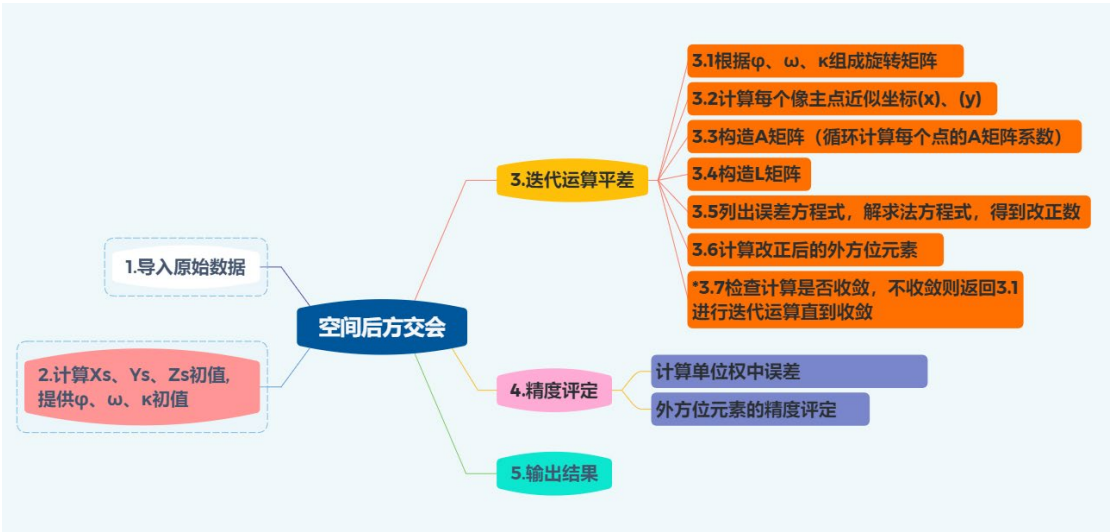 空间后方交会
1.导入原始数据
2.计算Xs、Ys、Zs初值,
提供φ、ω、κ初值
3.迭代运算平差
3.1根据φ、ω、κ组成旋转矩阵
3.2计算每个像主点近似坐标(x)、(y)
3.3构造A矩阵（循环计算每个点的A矩阵系数）
3.4构造L矩阵
3.5列出误差方程式，解求法方程式，得到改正数
3.6计算改正后的外方位元素
*3.7检查计算是否收敛，不收敛则返回3.1
进行迭代运算直到收敛
4.精度评定
计算单位权中误差
外方位元素的精度评定
5.输出结果